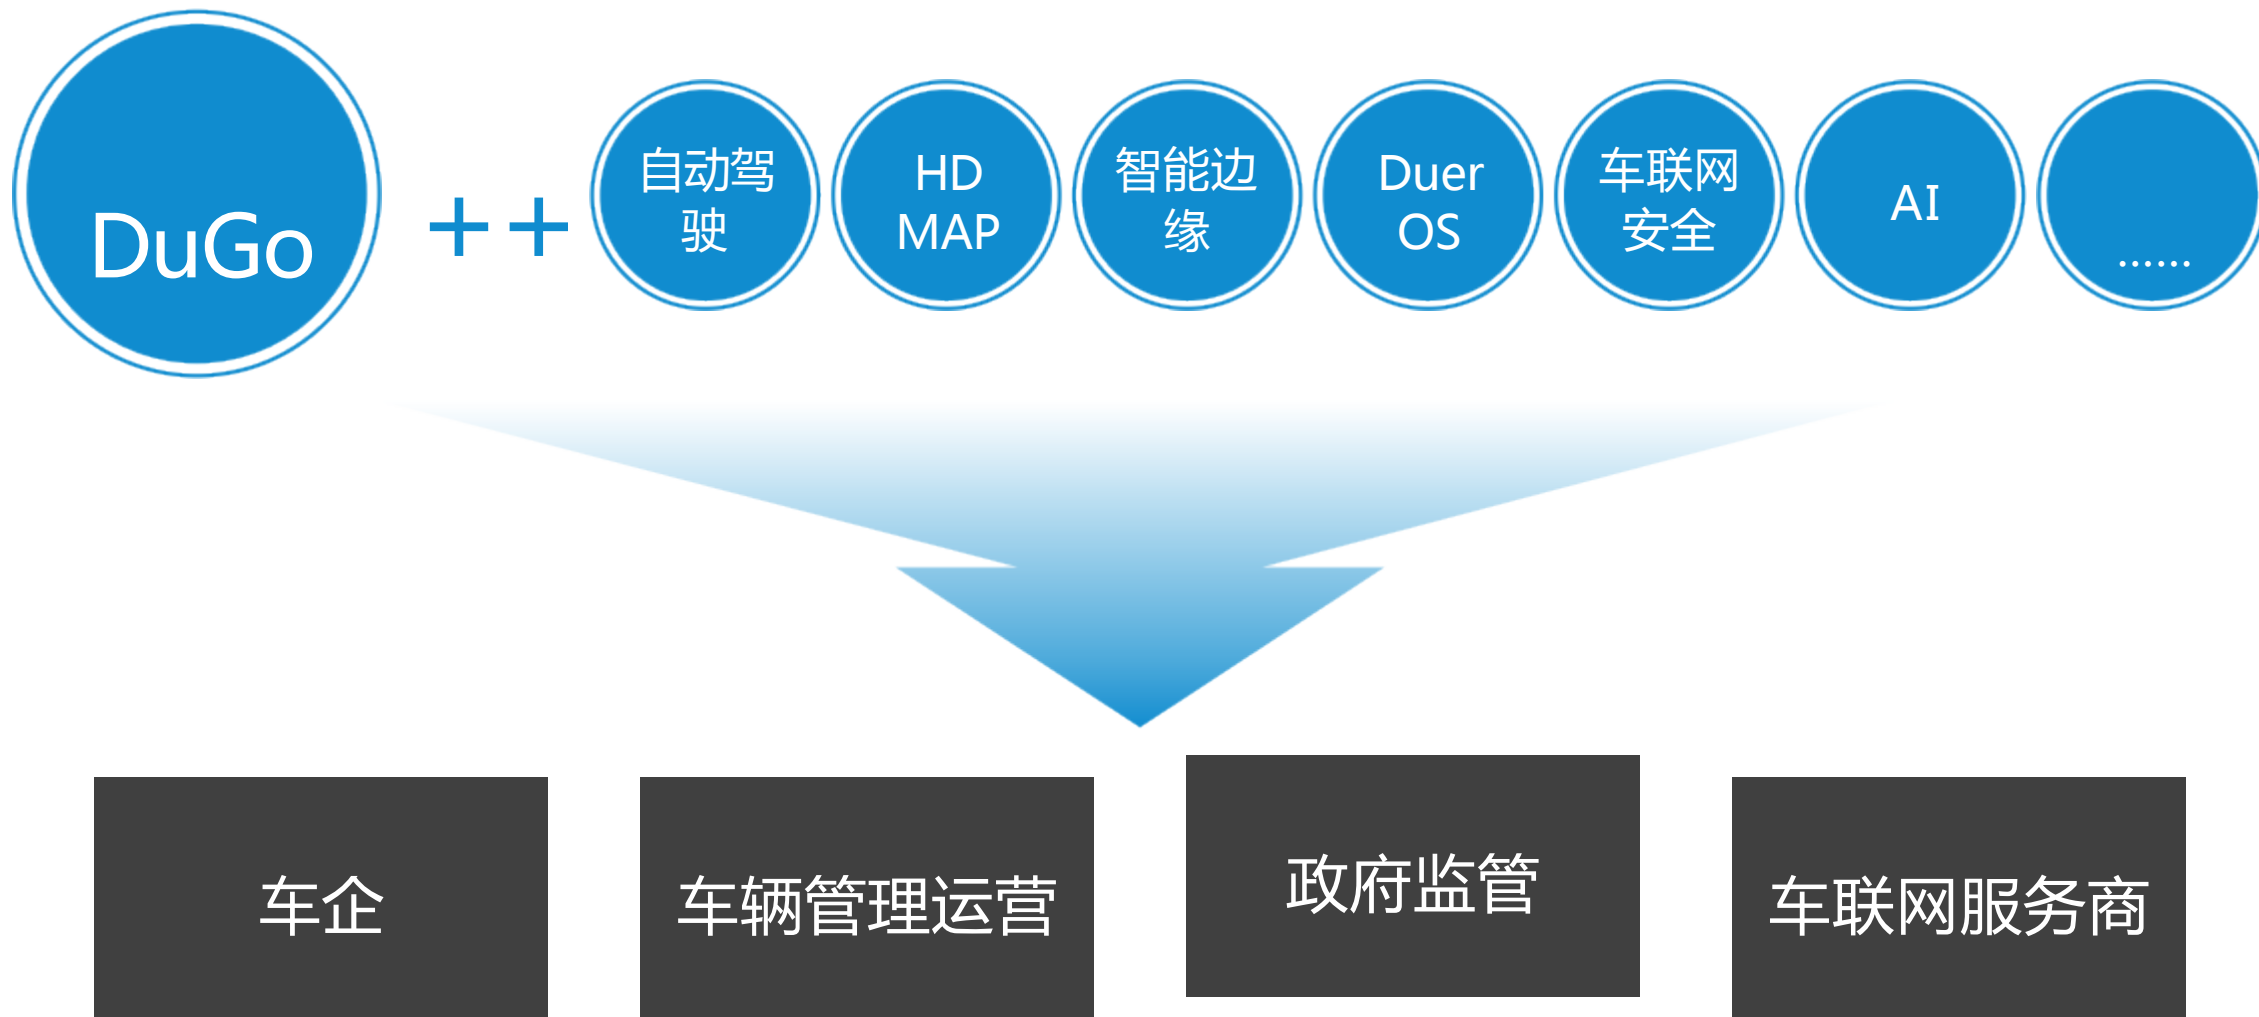 DuGo
++
自动驾
驶
HD
MAP
智能边
缘
Duer
OS
车联网
安全
AI
……
车企
车辆管理运营
政府监管
车联网服务商